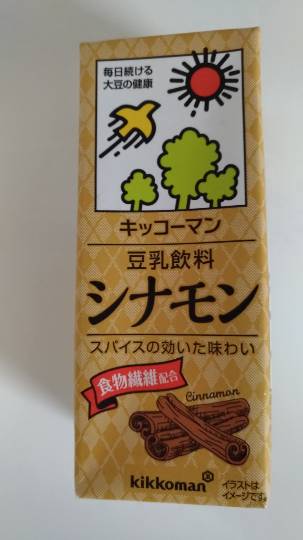 毎日続ける
大豆の健康
キッコーマン
豆乳飲料
シナモン
スパイスの効いた味わい
食物繊維配合
Cinnamon
kikkoman
イラストは
イメージです。